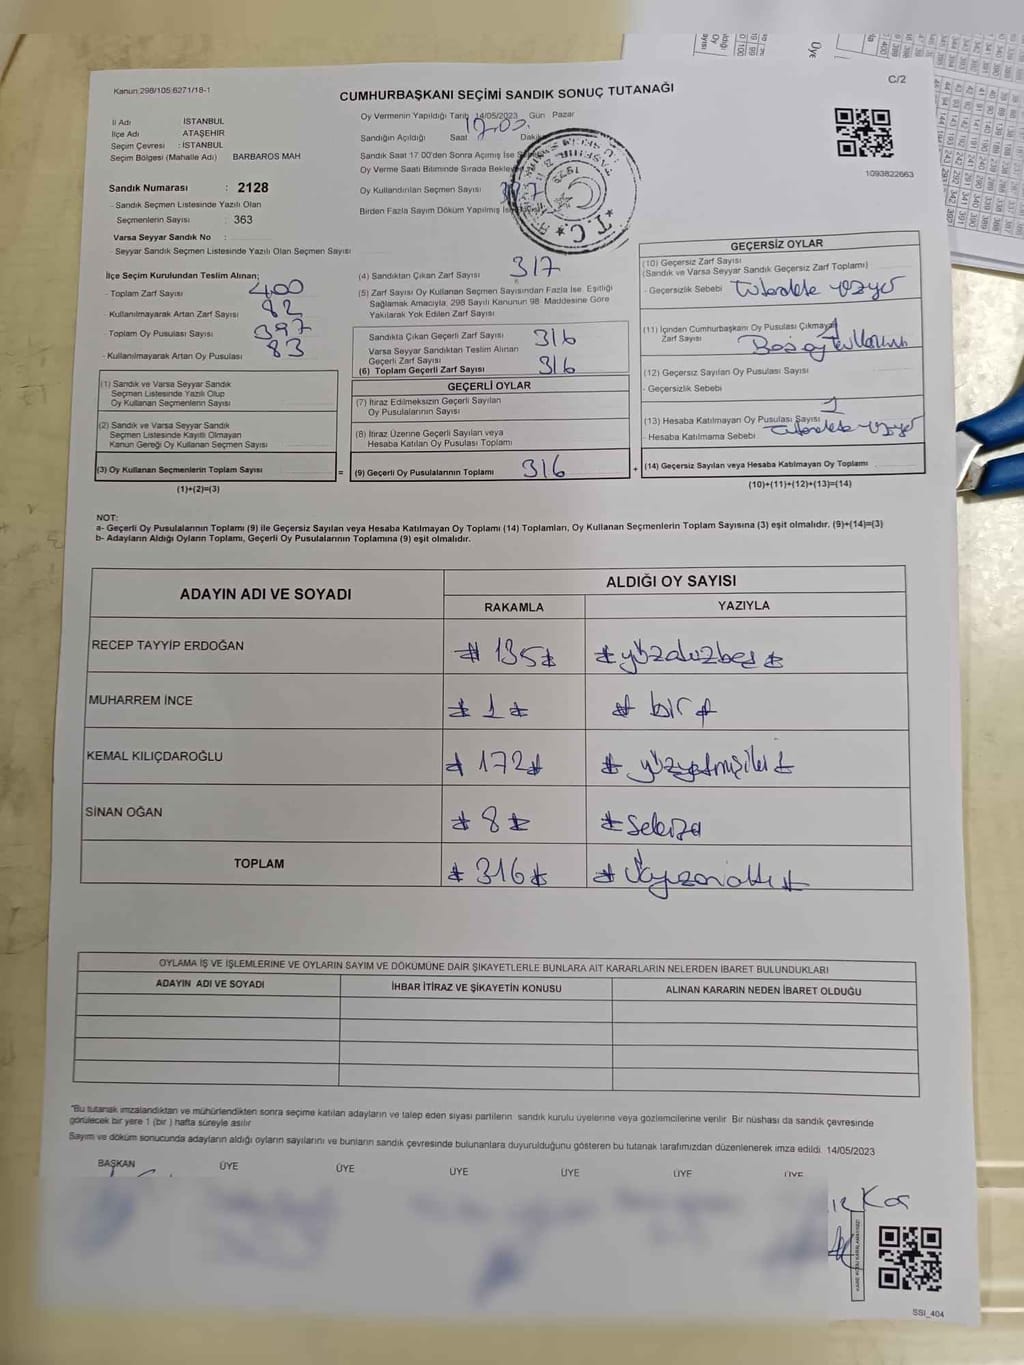 C/2
Kanun:298/105;6271/18-1
CUMHURBAŞKANI SEÇİMİ SANDIK SONUÇ TUTANAĞI
1093822663
İl Adı İSTANBUL
İlçe Adı ATAŞEHİR
Seçim Çevresi : İSTANBUL
Seçim Bölgesi (Mahalle Adı) BARBAROS MAH
Sandık Numarası : 2128
- Sandık Seçmen Listesinde Yazılı Olan
Seçmenlerin Sayısı : 363
Varsa Seyyar Sandık No :
- Seyyar Sandık Seçmen Listesinde Yazılı Olan Seçmen Sayısı
Oy Vermenin Yapıldığı Tarih 14/05/2023 Gün Pazar
Sandığın Açıldığı Saat 17.05. Dakika
Sandık Saat 17.00'den Sonra Açılmış İse
Oy Verme Saati Bitiminde Sırada
Oy Kullandırılan Seçmen Sayısı
Birden Fazla Sayım Döküm Yapılmış
T.C.
İlçe Seçim Kurulundan Teslim Alınan;
- Toplam Zarf Sayısı 400
- Kullanılmayarak Artan Zarf Sayısı 82
- Toplam Oy Pusulası Sayısı 397
- Kullanılmayarak Artan Oy Pusulası 83
(1) Sandık ve Varsa Seyyar Sandık
Seçmen Listesinde Yazılı Olup
Oy Kullanan Seçmenlerin Sayısı
(2) Sandık ve Varsa Seyyar Sandık
Seçmen Listesinde Kayıtlı Olmayan
Kanun Gereği Oy Kullanan Seçmen Sayısı
(3) Oy Kullanan Seçmenlerin Toplam Sayısı
(1)+(2)=(3)
(4) Sandıktan Çıkan Zarf Sayısı 317
(5) Zarf Sayısı Oy Kullanan Seçmen Sayısından Fazla İse, Eşitliği
Sağlamak Amacıyla, 298 Sayılı Kanunun 98. Maddesine Göre
Yakılarak Yok Edilen Zarf Sayısı
Sandıkta Çıkan Geçerli Zarf Sayısı 316
Varsa Seyyar Sandıktan Teslim Alınan
Geçerli Zarf Sayısı
(6) Toplam Geçerli Zarf Sayısı 316
GEÇERLİ OYLAR
(7) İtiraz Edilmeksizin Geçerli Sayılan
Oy Pusulalarının Sayısı
(8) İtiraz Üzerine Geçerli Sayılan veya
Hesaba Katılan Oy Pusulası Toplamı
= (9) Geçerli Oy Pusulalarının Toplamı 316 +
GEÇERSİZ OYLAR
(10) Geçersiz Zarf Sayısı
(Sandık ve Varsa Seyyar Sandık Geçersiz Zarf Toplamı)
- Geçersizlik Sebebi
(11) İçinden Cumhurbaşkanı Oy Pusulası Çıkmayan 1
Zarf Sayısı
(12) Geçersiz Sayılan Oy Pusulası Sayısı
- Geçersizlik Sebebi
(13) Hesaba Katılmayan Oy Pusulası Sayısı 1
- Hesaba Katılmama Sebebi
(14) Geçersiz Sayılan veya Hesaba Katılmayan Oy Toplamı
(10)+(11)+(12)+(13)=(14)
NOT:
a- Geçerli Oy Pusulalarının Toplamı (9) ile Geçersiz Sayılan veya Hesaba Katılmayan Oy Toplamı (14) Toplamları, Oy Kullanan Seçmenlerin Toplam Sayısına (3) eşit olmalıdır. (9)+(14)=(3)
b- Adayların Aldığı Oyların Toplamı, Geçerli Oy Pusulalarının Toplamına (9) eşit olmalıdır.
ADAYIN ADI VE SOYADI ALDIĞI OY SAYISI
RAKAMLA YAZIYLA
RECEP TAYYİP ERDOĞAN # 135 # # yüzotuzbeş #
MUHARREM İNCE # 1 # # bir #
KEMAL KILIÇDAROĞLU # 172 # # yüzyetmişiki #
SİNAN OĞAN # 8 # # Sekiz #
TOPLAM # 316 # # Üçyüzonaltı #
OYLAMA İŞ VE İŞLEMLERİNE VE OYLARIN SAYIM VE DÖKÜMÜNE DAİR ŞİKAYETLERLE BUNLARA AİT KARARLARIN NELERDEN İBARET BULUNDUKLARI
ADAYIN ADI VE SOYADI İHBAR İTİRAZ VE ŞİKAYETİN KONUSU ALINAN KARARIN NEDEN İBARET OLDUĞU
"Bu tutanak imzalandıktan ve mühürlendikten sonra seçime katılan adayların ve talep eden siyasi partilerin sandık kurulu üyelerine veya gözlemcilerine verilir. Bir nüshası da sandık çevresinde
görülecek bir yere 1 (bir ) hafta süreyle asılır
Sayım ve döküm sonucunda adayların aldığı oyların sayılarını ve bunların sandık çevresinde bulunanlara duyurulduğunu gösteren bu tutanak tarafımızdan düzenlenerek imza edildi. 14/05/2023
BAŞKAN ÜYE ÜYE ÜYE ÜYE ÜYE ÜYE
SSI_404